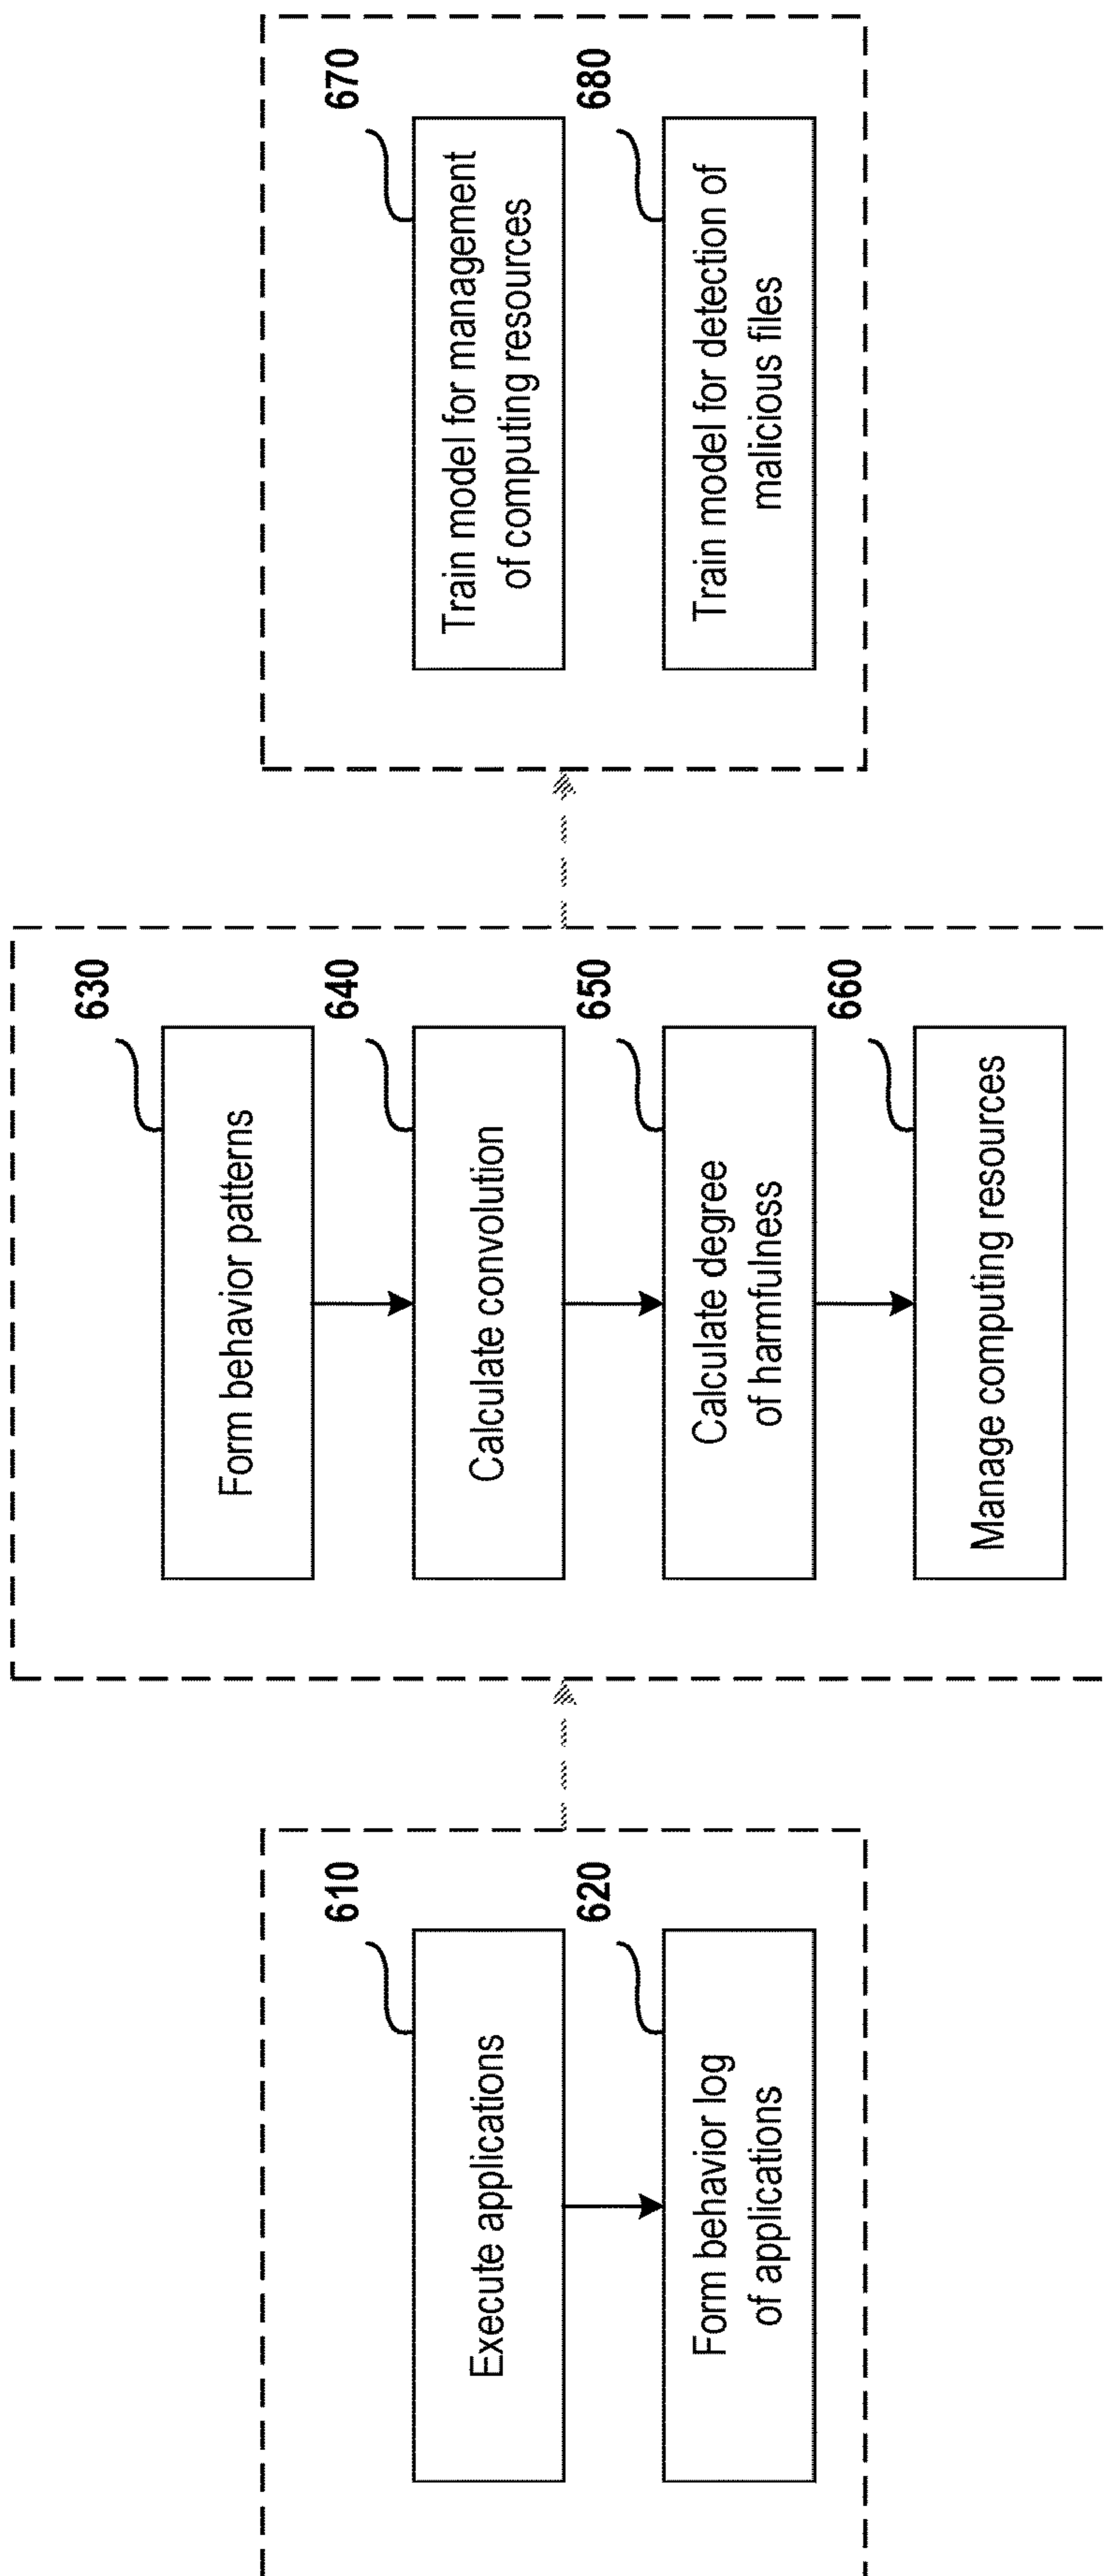 610
Execute applications
620
Form behavior log
of applications
630
Form behavior patterns
640
Calculate convolution
650
Calculate degree
of harmfulness
660
Manage computing resources
670
Train model for management
of computing resources
680
Train model for detection of
malicious files